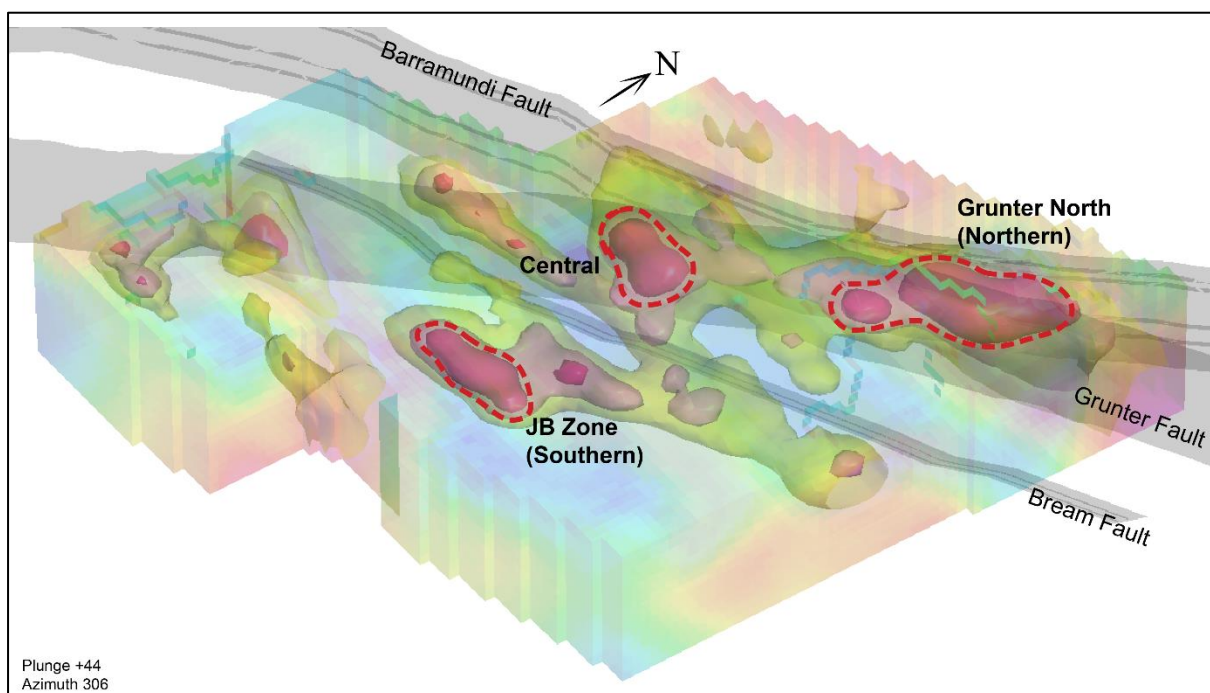 Barramundi Fault
N
Grunter North
(Northern)
Central
Grunter Fault
JB Zone
(Southern)
Bream Fault
Plunge +44
Azimuth 306